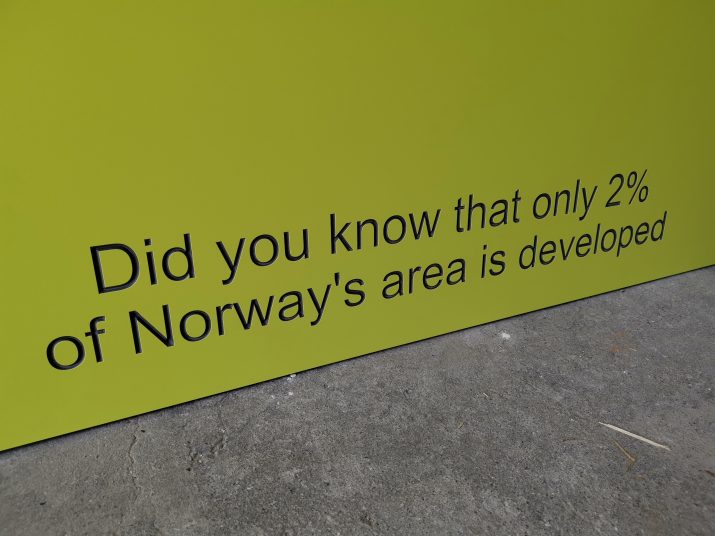 Did you know that only 2%
of Norway's area is developed